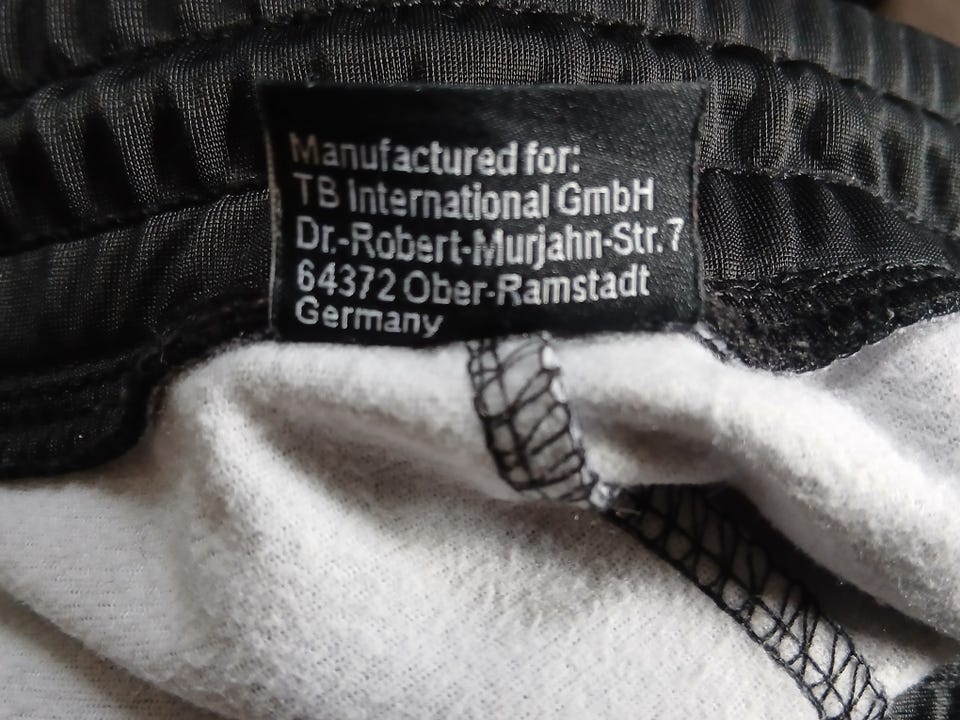 Manufactured for:
TB International GmbH
Dr.-Robert-Murjahn-Str. 7
64372 Ober-Ramstadt
Germany